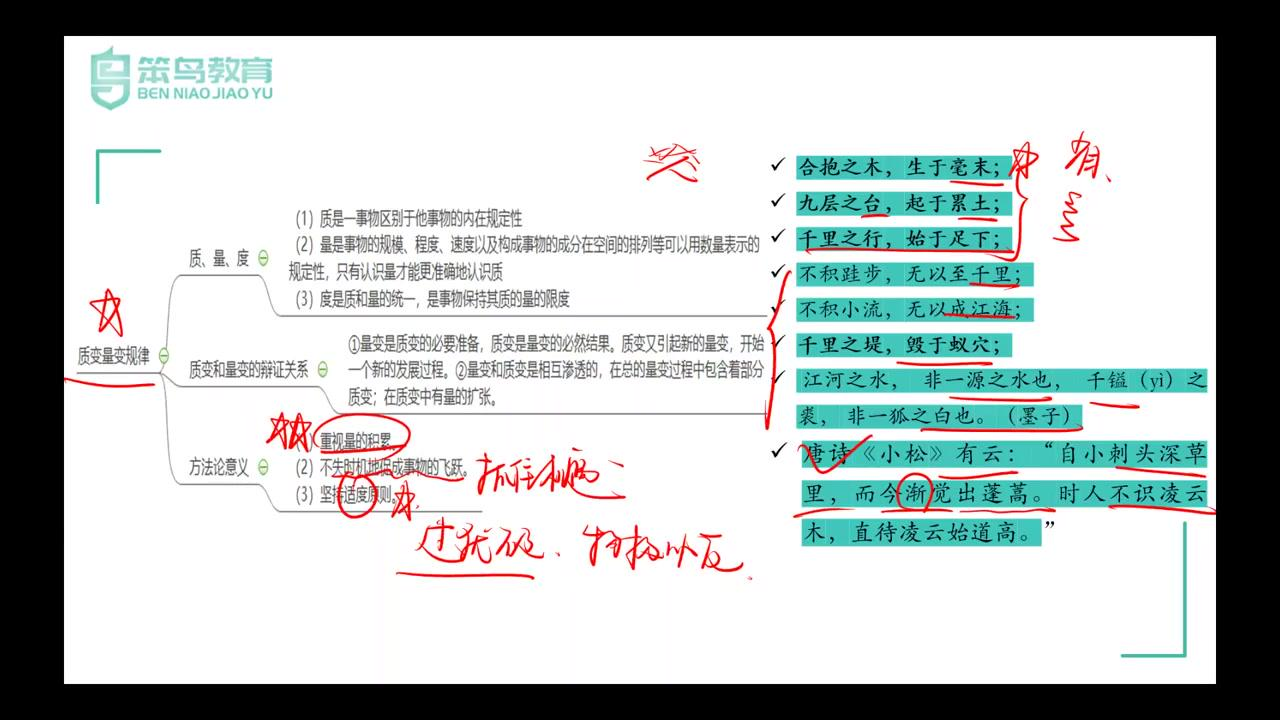 笨鸟教育
BEN NIAO JIAO YU
质变量变规律
质、量、度
（1）质是一事物区别于他事物的内在规定性
（2）量是事物的规模、程度、速度以及构成事物的成分在空间的排列等可以用数量表示的
规定性，只有认识量才能更准确地认识质
（3）度是质和量的统一，是事物保持其质的量的限度
质变和量变的辩证关系
①量变是质变的必要准备，质变是量变的必然结果。质变又引起新的量变，开始
一个新的发展过程。②量变和质变是相互渗透的，在总的量变过程中包含着部分
质变；在质变中有量的扩张。
方法论意义
重视量的积累
（2）不失时机地促成事物的飞跃。
（3）坚持适度原则。
抓住机遇
过犹不及、物极必反
合抱之木，生于毫末；
九层之台，起于累土；
千里之行，始于足下；
不积跬步，无以至千里；
不积小流，无以成江海；
千里之堤，毁于蚁穴；
江河之水， 非一源之水也， 千镒（yì）之
裘，非一狐之白也。（墨子）
唐诗《小松》有云：“自小刺头深草
里，而今渐觉出蓬蒿。时人不识凌云
木，直待凌云始道高。”